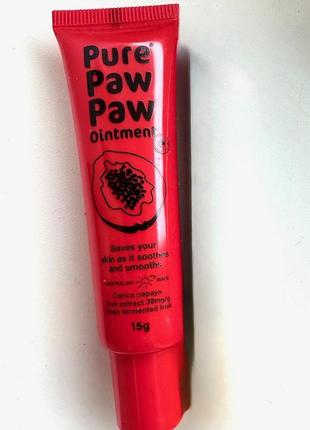 Pure
Paw
Paw
Ointment
Saves your
skin as it soothes
and smooths
AUSTRALIAN MADE
Carica papaya
fruit extract 39mg/g
fresh fermented fruit
15g